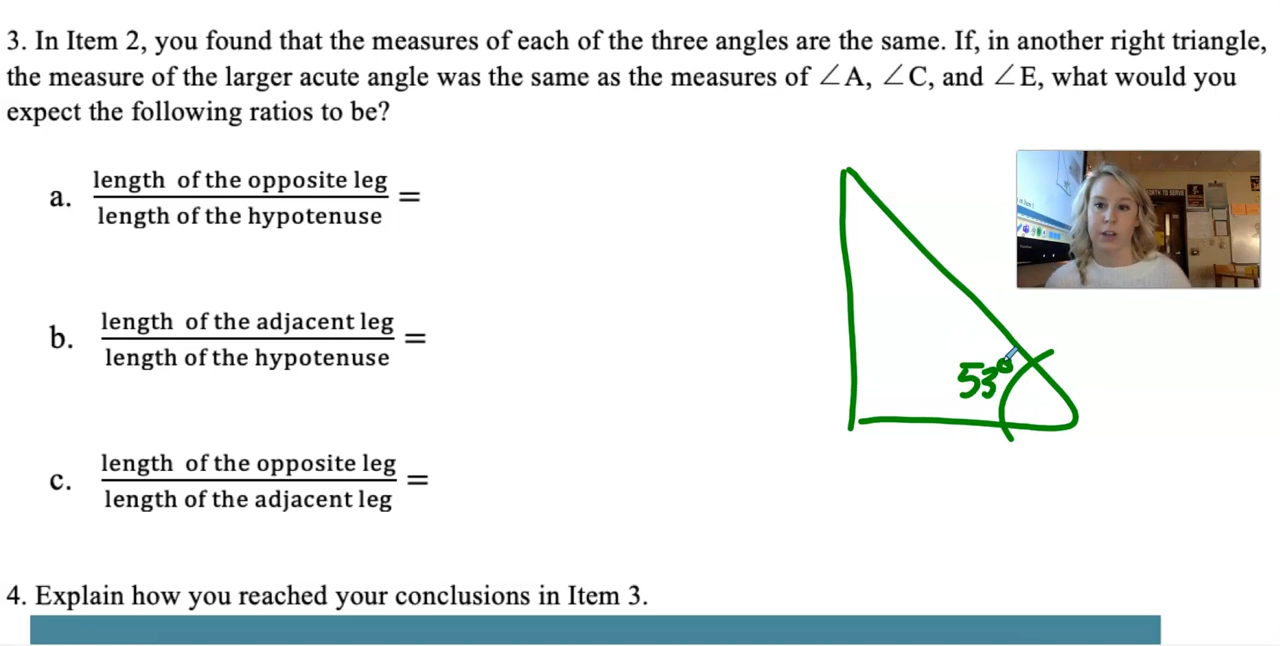 3. In Item 2, you found that the measures of each of the three angles are the same. If, in another right triangle,
the measure of the larger acute angle was the same as the measures of ∠A, ∠C, and ∠E, what would you
expect the following ratios to be?
a. length of the opposite leg
length of the hypotenuse =
b. length of the adjacent leg
length of the hypotenuse =
53°
c. length of the opposite leg
length of the adjacent leg =
4. Explain how you reached your conclusions in Item 3.